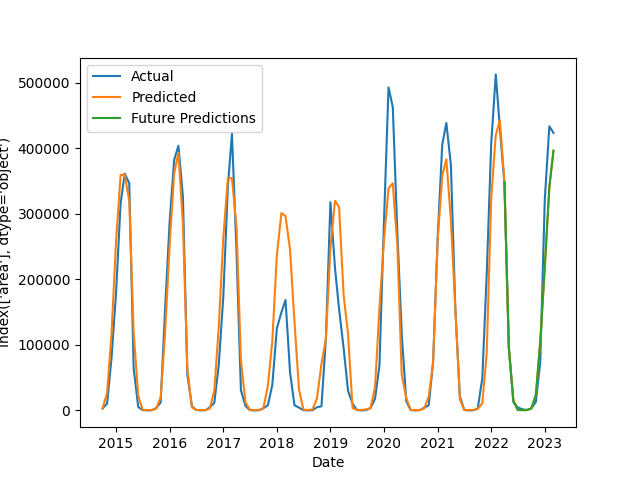 Actual
Predicted
Future Predictions
500000
400000
300000
200000
100000
0
Index(['area'], dtype='object')
2015 2016 2017 2018 2019 2020 2021 2022 2023
Date